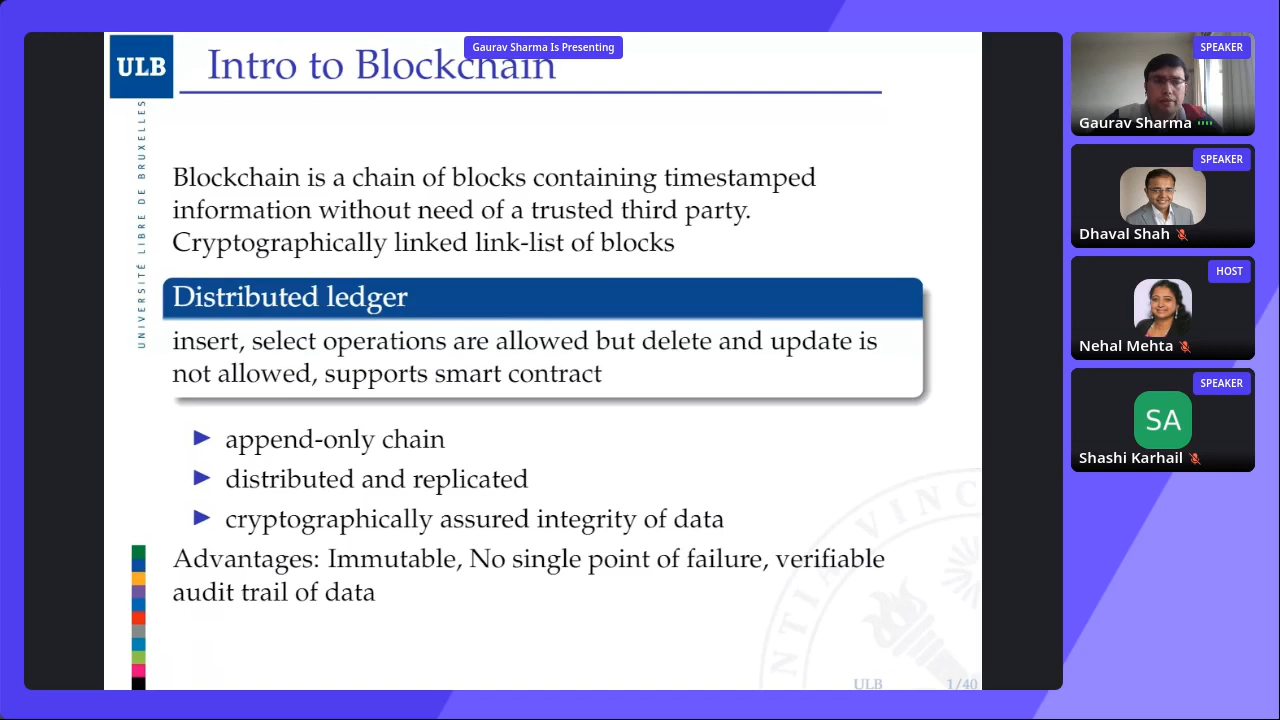 Gaurav Sharma Is Presenting
ULB
Intro to Blockchain
UNIVERSITÉ LIBRE DE BRUXELLES
Blockchain is a chain of blocks containing timestamped
information without need of a trusted third party.
Cryptographically linked link-list of blocks
Distributed ledger
insert, select operations are allowed but delete and update is
not allowed, supports smart contract
append-only chain
distributed and replicated
cryptographically assured integrity of data
Advantages: Immutable, No single point of failure, verifiable
audit trail of data
ULB 1/40
SPEAKER
Gaurav Sharma
SPEAKER
Dhaval Shah
HOST
Nehal Mehta
SPEAKER
SA
Shashi Karhail